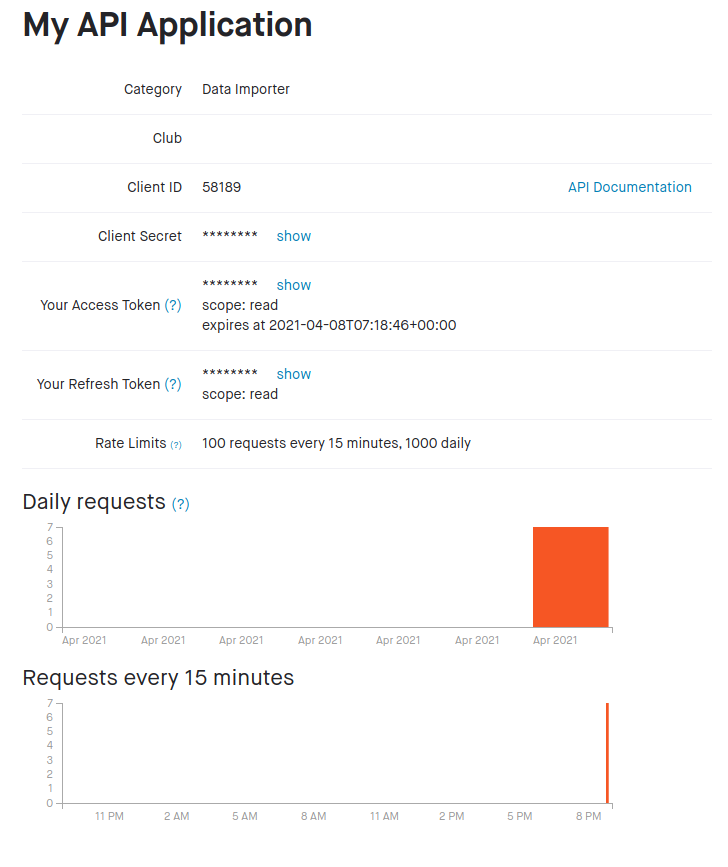 My API Application
Category Data Importer
Club
Client ID 58189 API Documentation
Client Secret ******** show
******** show
Your Access Token (?) scope: read
expires at 2021-04-08T07:18:46+00:00
******** show
Your Refresh Token (?)
scope: read
Rate Limits (?) 100 requests every 15 minutes, 1000 daily
Daily requests (?)
7
6
5
4
3
2
1
0
Apr 2021 Apr 2021 Apr 2021 Apr 2021 Apr 2021 Apr 2021 Apr 2021
Requests every 15 minutes
7
6
5
4
3
2
1
0
11 PM 2 AM 5 AM 8 AM 11 AM 2 PM 5 PM 8 PM